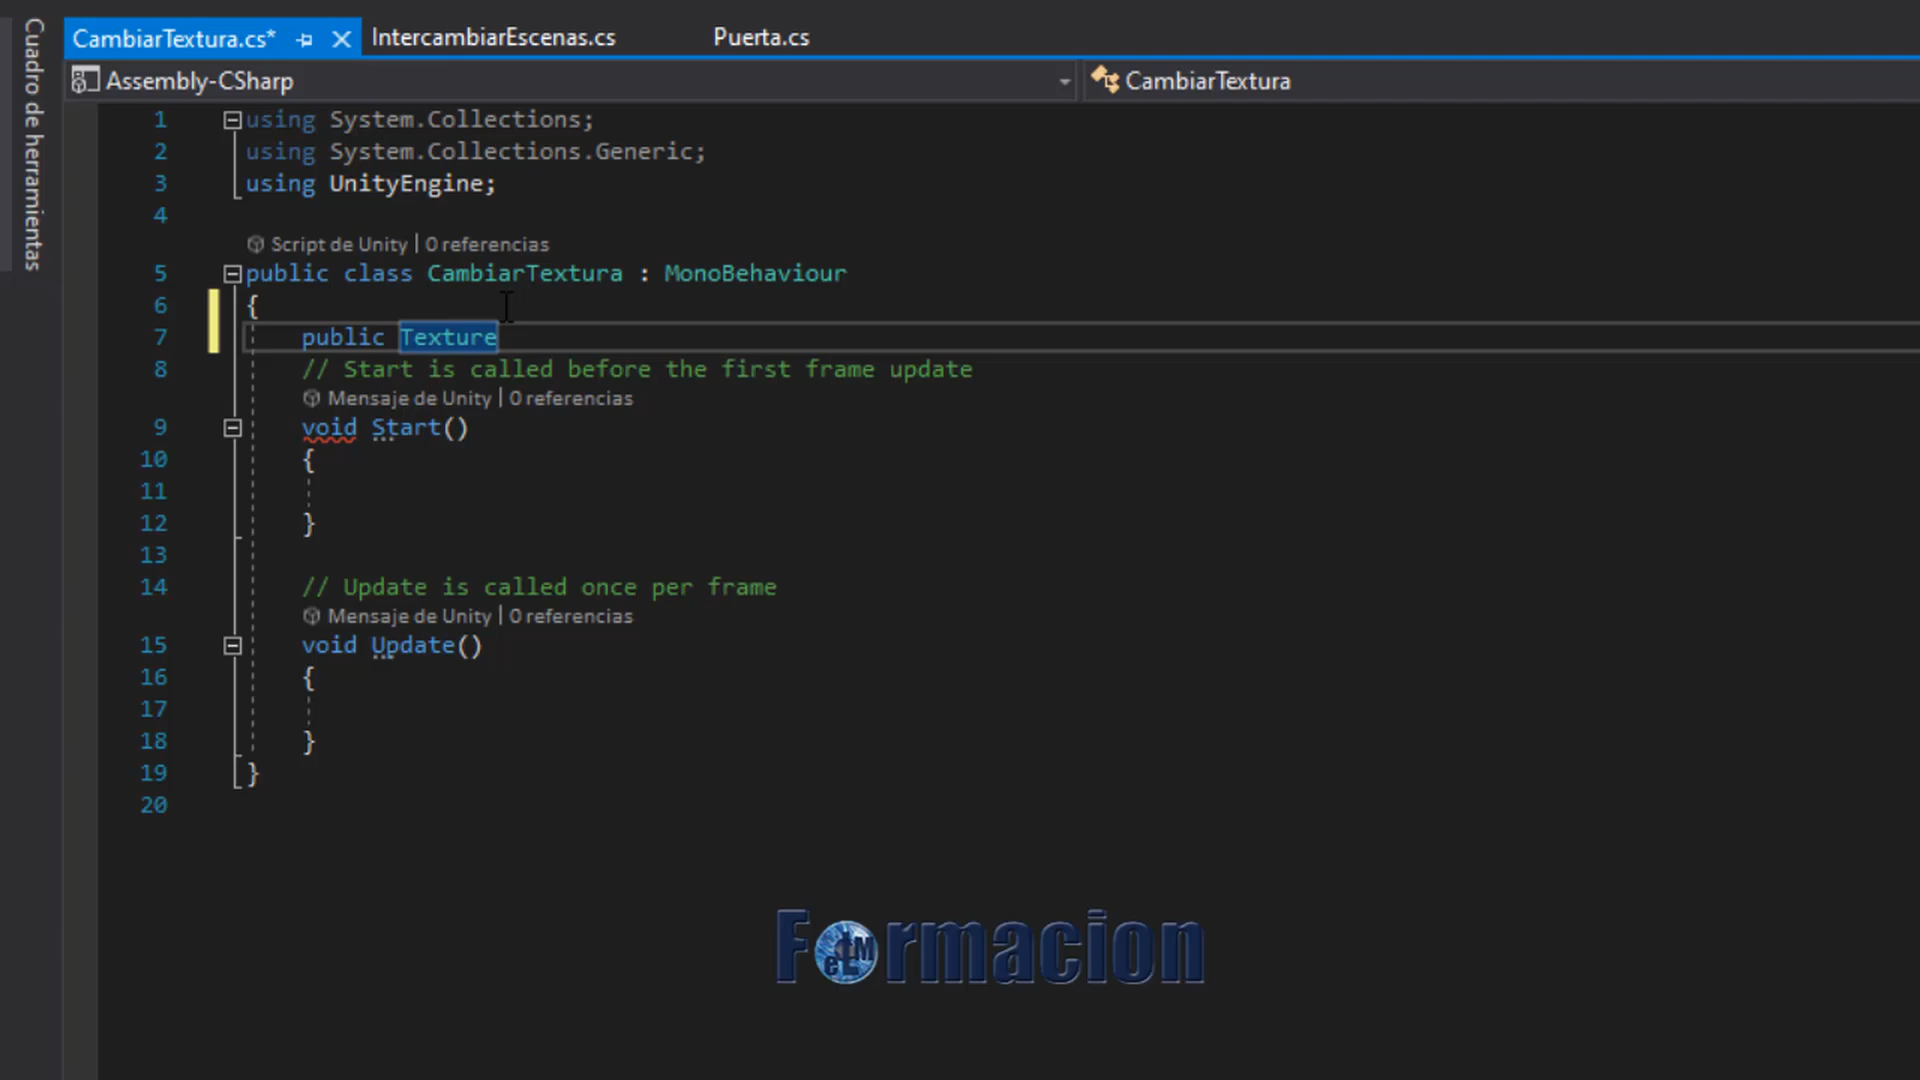 Cuadro de herramientas
CambiarTextura.cs*
IntercambiarEscenas.cs
Puerta.cs
Assembly-CSharp
CambiarTextura
1 using System.Collections;
2 using System.Collections.Generic;
3 using UnityEngine;
4
Script de Unity | 0 referencias
5 public class CambiarTextura : MonoBehaviour
6 {
7 public Texture
8 // Start is called before the first frame update
Mensaje de Unity | 0 referencias
9 void Start()
10 {
11
12 }
13
14 // Update is called once per frame
Mensaje de Unity | 0 referencias
15 void Update()
16 {
17
18 }
19 }
20
Formacion